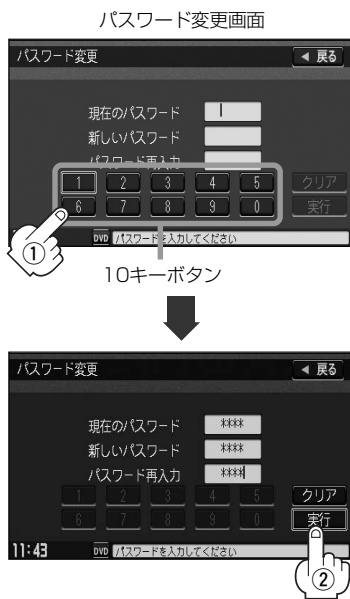 パスワード変更画面
パスワード変更
◀ 戻る
現在のパスワード
新しいパスワード
パスワード再入力
1 2 3 4 5 クリア
6 7 8 9 0 実行
DVD パスワードを入力してください
①
10キーボタン
パスワード変更
◀ 戻る
現在のパスワード ****
新しいパスワード ****
パスワード再入力 ****
1 2 3 4 5 クリア
6 7 8 9 0 実行
11:43 DVD パスワードを入力してください
②